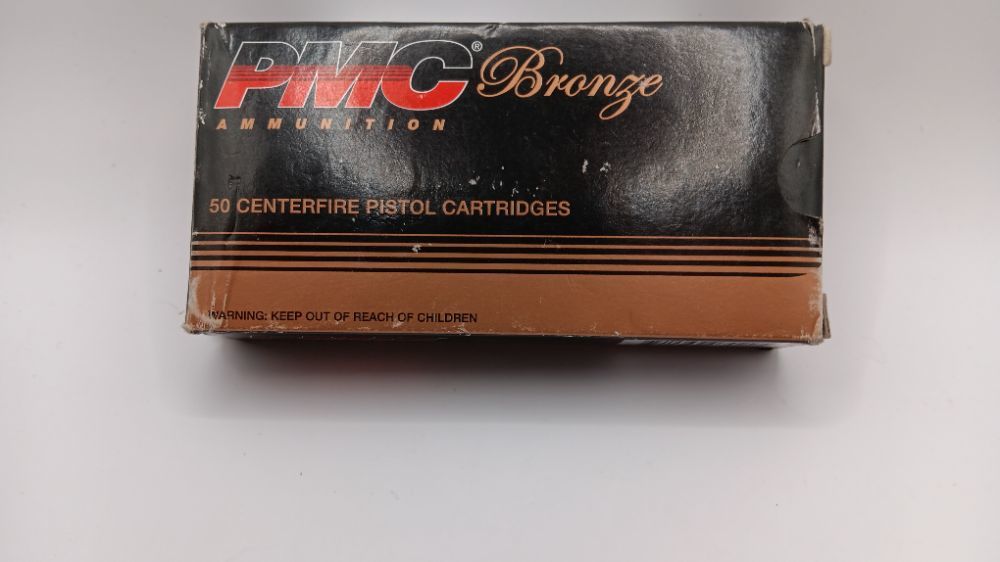 PMC® Bronze
AMMUNITION
50 CENTERFIRE PISTOL CARTRIDGES
WARNING: KEEP OUT OF REACH OF CHILDREN